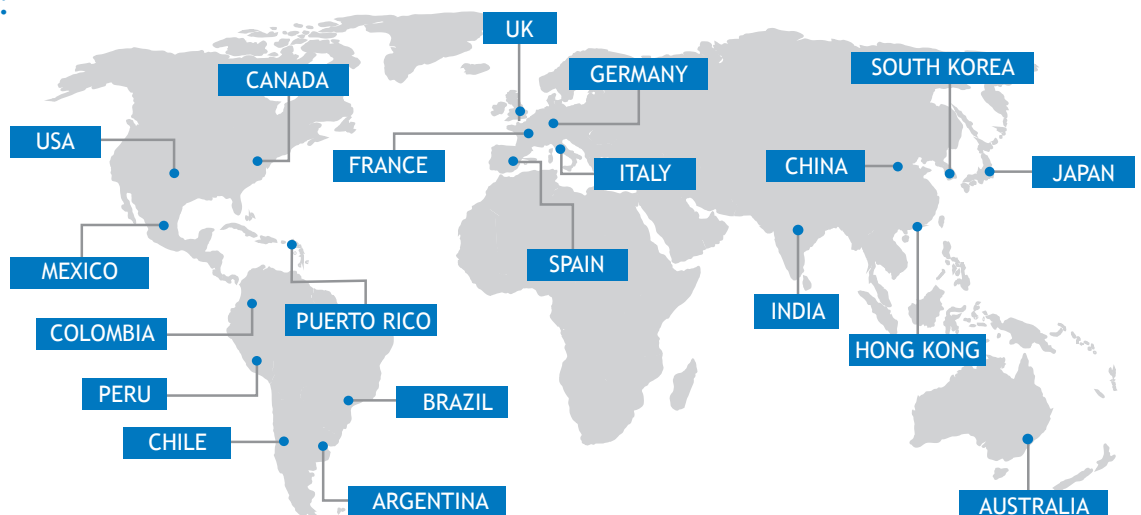 UK
CANADA
GERMANY
SOUTH KOREA
USA
FRANCE
ITALY
CHINA
JAPAN
MEXICO
SPAIN
INDIA
COLOMBIA
PUERTO RICO
HONG KONG
PERU
BRAZIL
CHILE
ARGENTINA
AUSTRALIA